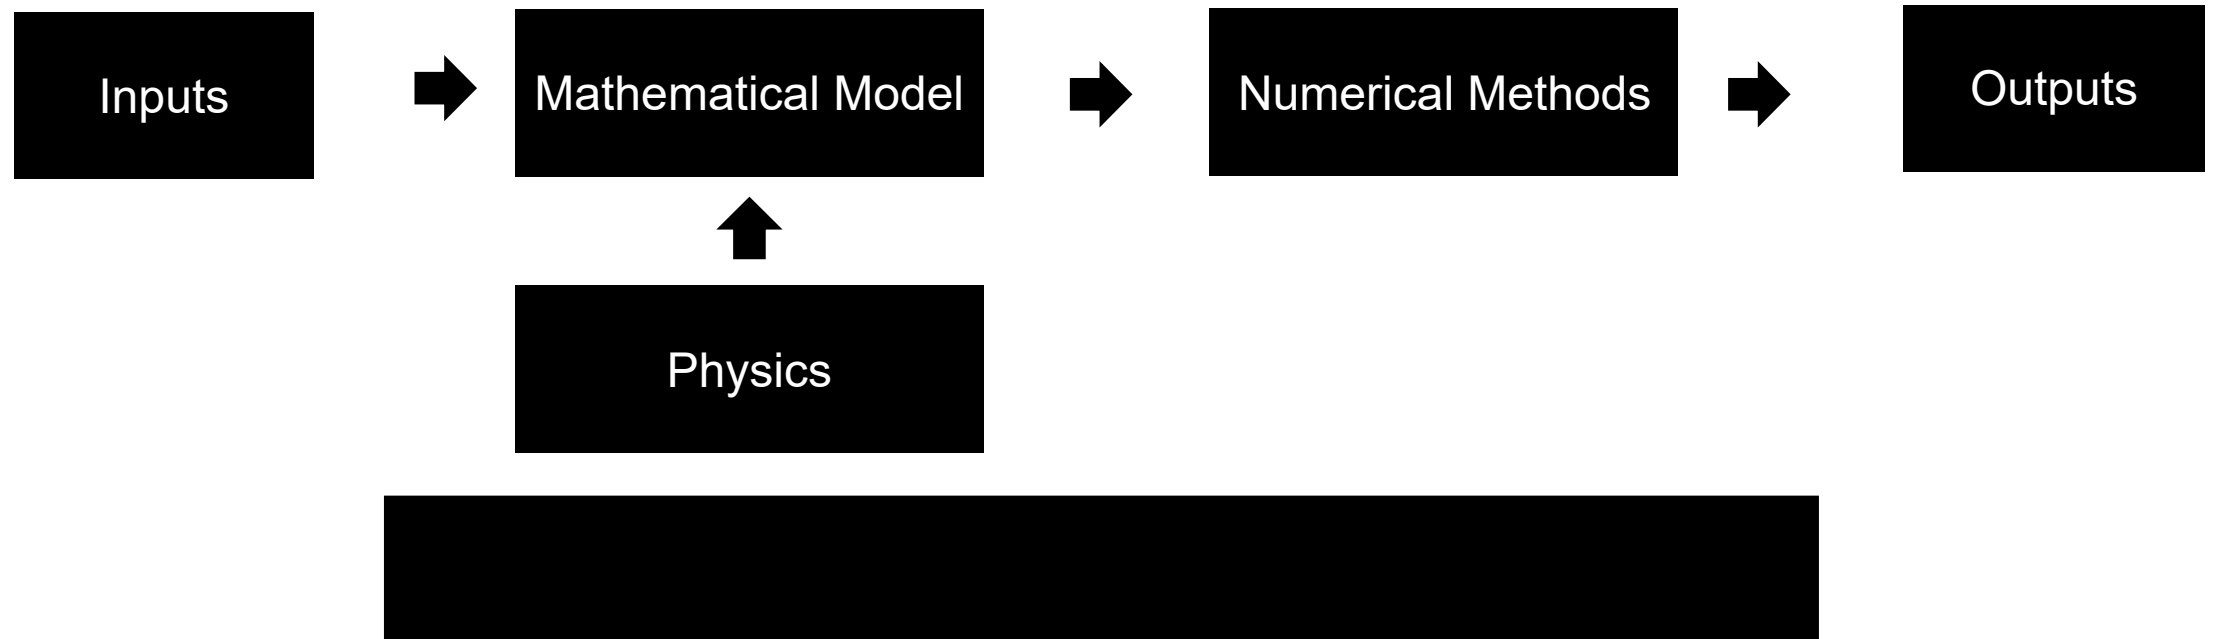 Inputs
Mathematical Model
Numerical Methods
Outputs
Physics